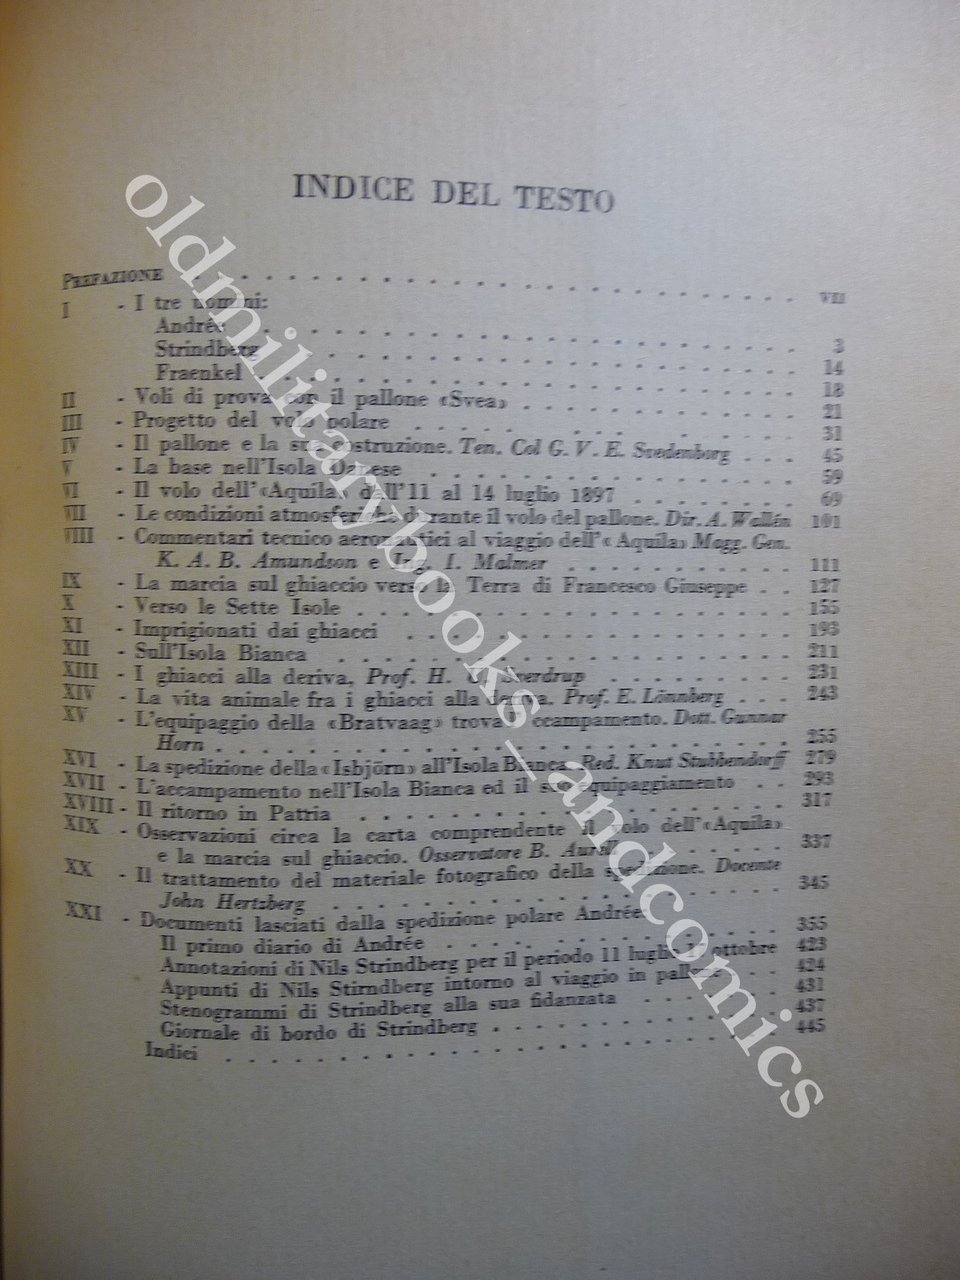 INDICE DEL TESTO
PREFAZIONE . . . . . . . . . . . . . . . . . . . . . . . . VII
I - I tre uomini:
Andrée . . . . . . . . . . . . . . . . . . . . . . . 3
Strindberg . . . . . . . . . . . . . . . . . . . . . 14
Fraenkel . . . . . . . . . . . . . . . . . . . . . . 18
II - Voli di prova con il pallone «Svea» . . . . . . . . . . . 21
III - Progetto del volo polare . . . . . . . . . . . . . . . 31
IV - Il pallone e la sua costruzione. Ten. Col G. V. E. Svedenborg . . . 45
V - La base nell'Isola Danese . . . . . . . . . . . . . . . 59
VI - Il volo dell'«Aquila» dall'11 al 14 luglio 1897 . . . . . . . 69
VII - Le condizioni atmosferiche durante il volo del pallone. Dir. A. Wallén 101
VIII - Commentari tecnico aeronautici al viaggio dell'« Aquila» Magg. Gen.
K. A. B. Amundson e Ing. I. Malmer . . . . . . . . . . 111
IX - La marcia sul ghiaccio verso la Terra di Francesco Giuseppe . . 127
X - Verso le Sette Isole . . . . . . . . . . . . . . . . . . 155
XI - Imprigionati dai ghiacci . . . . . . . . . . . . . . . . 193
XII - Sull'Isola Bianca . . . . . . . . . . . . . . . . . . . 211
XIII - I ghiacci alla deriva. Prof. H. U. Sverdrup . . . . . . . . 231
XIV - La vita animale fra i ghiacci alla deriva. Prof. E. Lönnberg . . . 243
XV - L'equipaggio della «Bratvaag» trova l'accampamento. Dott. Gunnar
Horn . . . . . . . . . . . . . . . . . . . . . . . . 255
XVI - La spedizione della «Isbjörn» all'Isola Bianca. Red. Knut Stubbendorff 279
XVII - L'accampamento nell'Isola Bianca ed il suo equipaggiamento . . 293
XVIII - Il ritorno in Patria . . . . . . . . . . . . . . . . . . 317
XIX - Osservazioni circa la carta comprendente il volo dell'«Aquila»
e la marcia sul ghiaccio. Osservatore B. Aurell . . . . . . . 337
XX - Il trattamento del materiale fotografico della spedizione. Docente
John Hertzberg . . . . . . . . . . . . . . . . . . . 345
XXI - Documenti lasciati dalla spedizione polare Andrée.
Il primo diario di Andrée . . . . . . . . . . . . . . . 355
Annotazioni di Nils Strindberg per il periodo 11 luglio ottobre 423
Appunti di Nils Stirndberg intorno al viaggio in pallone . . 424
Stenogrammi di Strindberg alla sua fidanzata . . . . . . 431
Giornale di bordo di Strindberg . . . . . . . . . . . . 437
Indici . . . . . . . . . . . . . . . . . . . . . . . . 445
oldmilitarybooks_andcomics